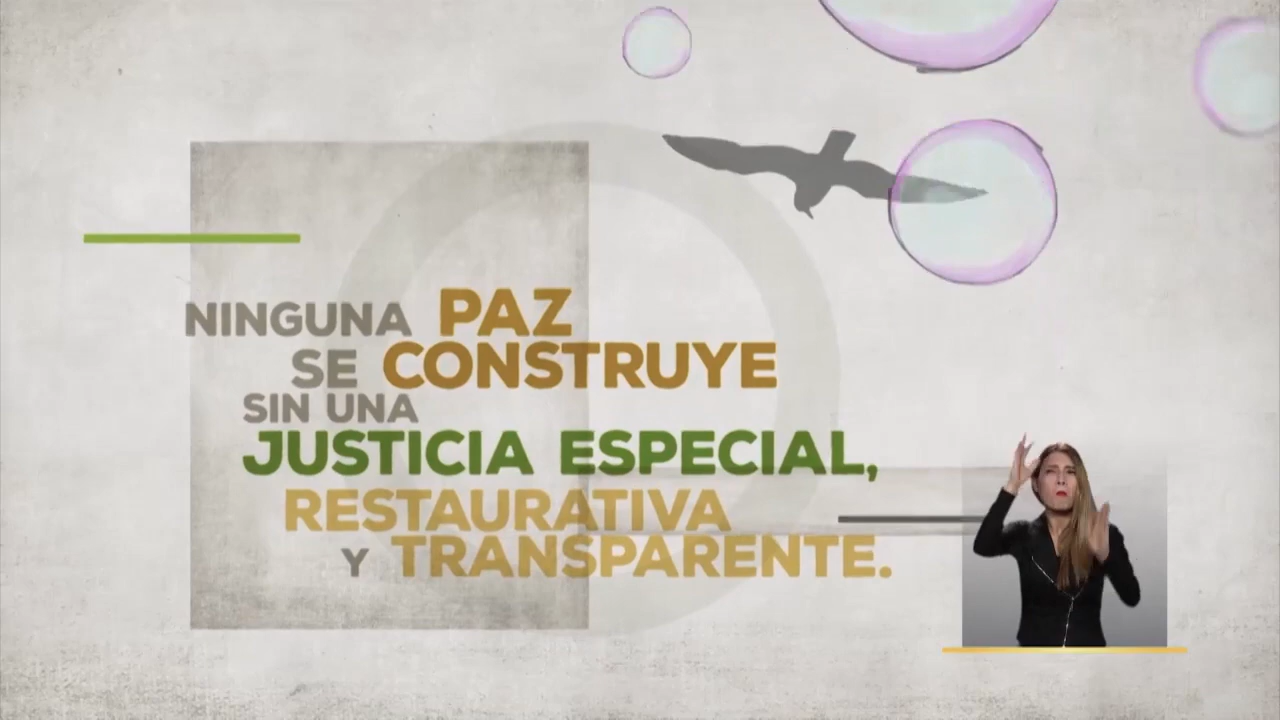 NINGUNA PAZ
SE CONSTRUYE
SIN UNA
JUSTICIA ESPECIAL,
RESTAURATIVA
Y TRANSPARENTE.